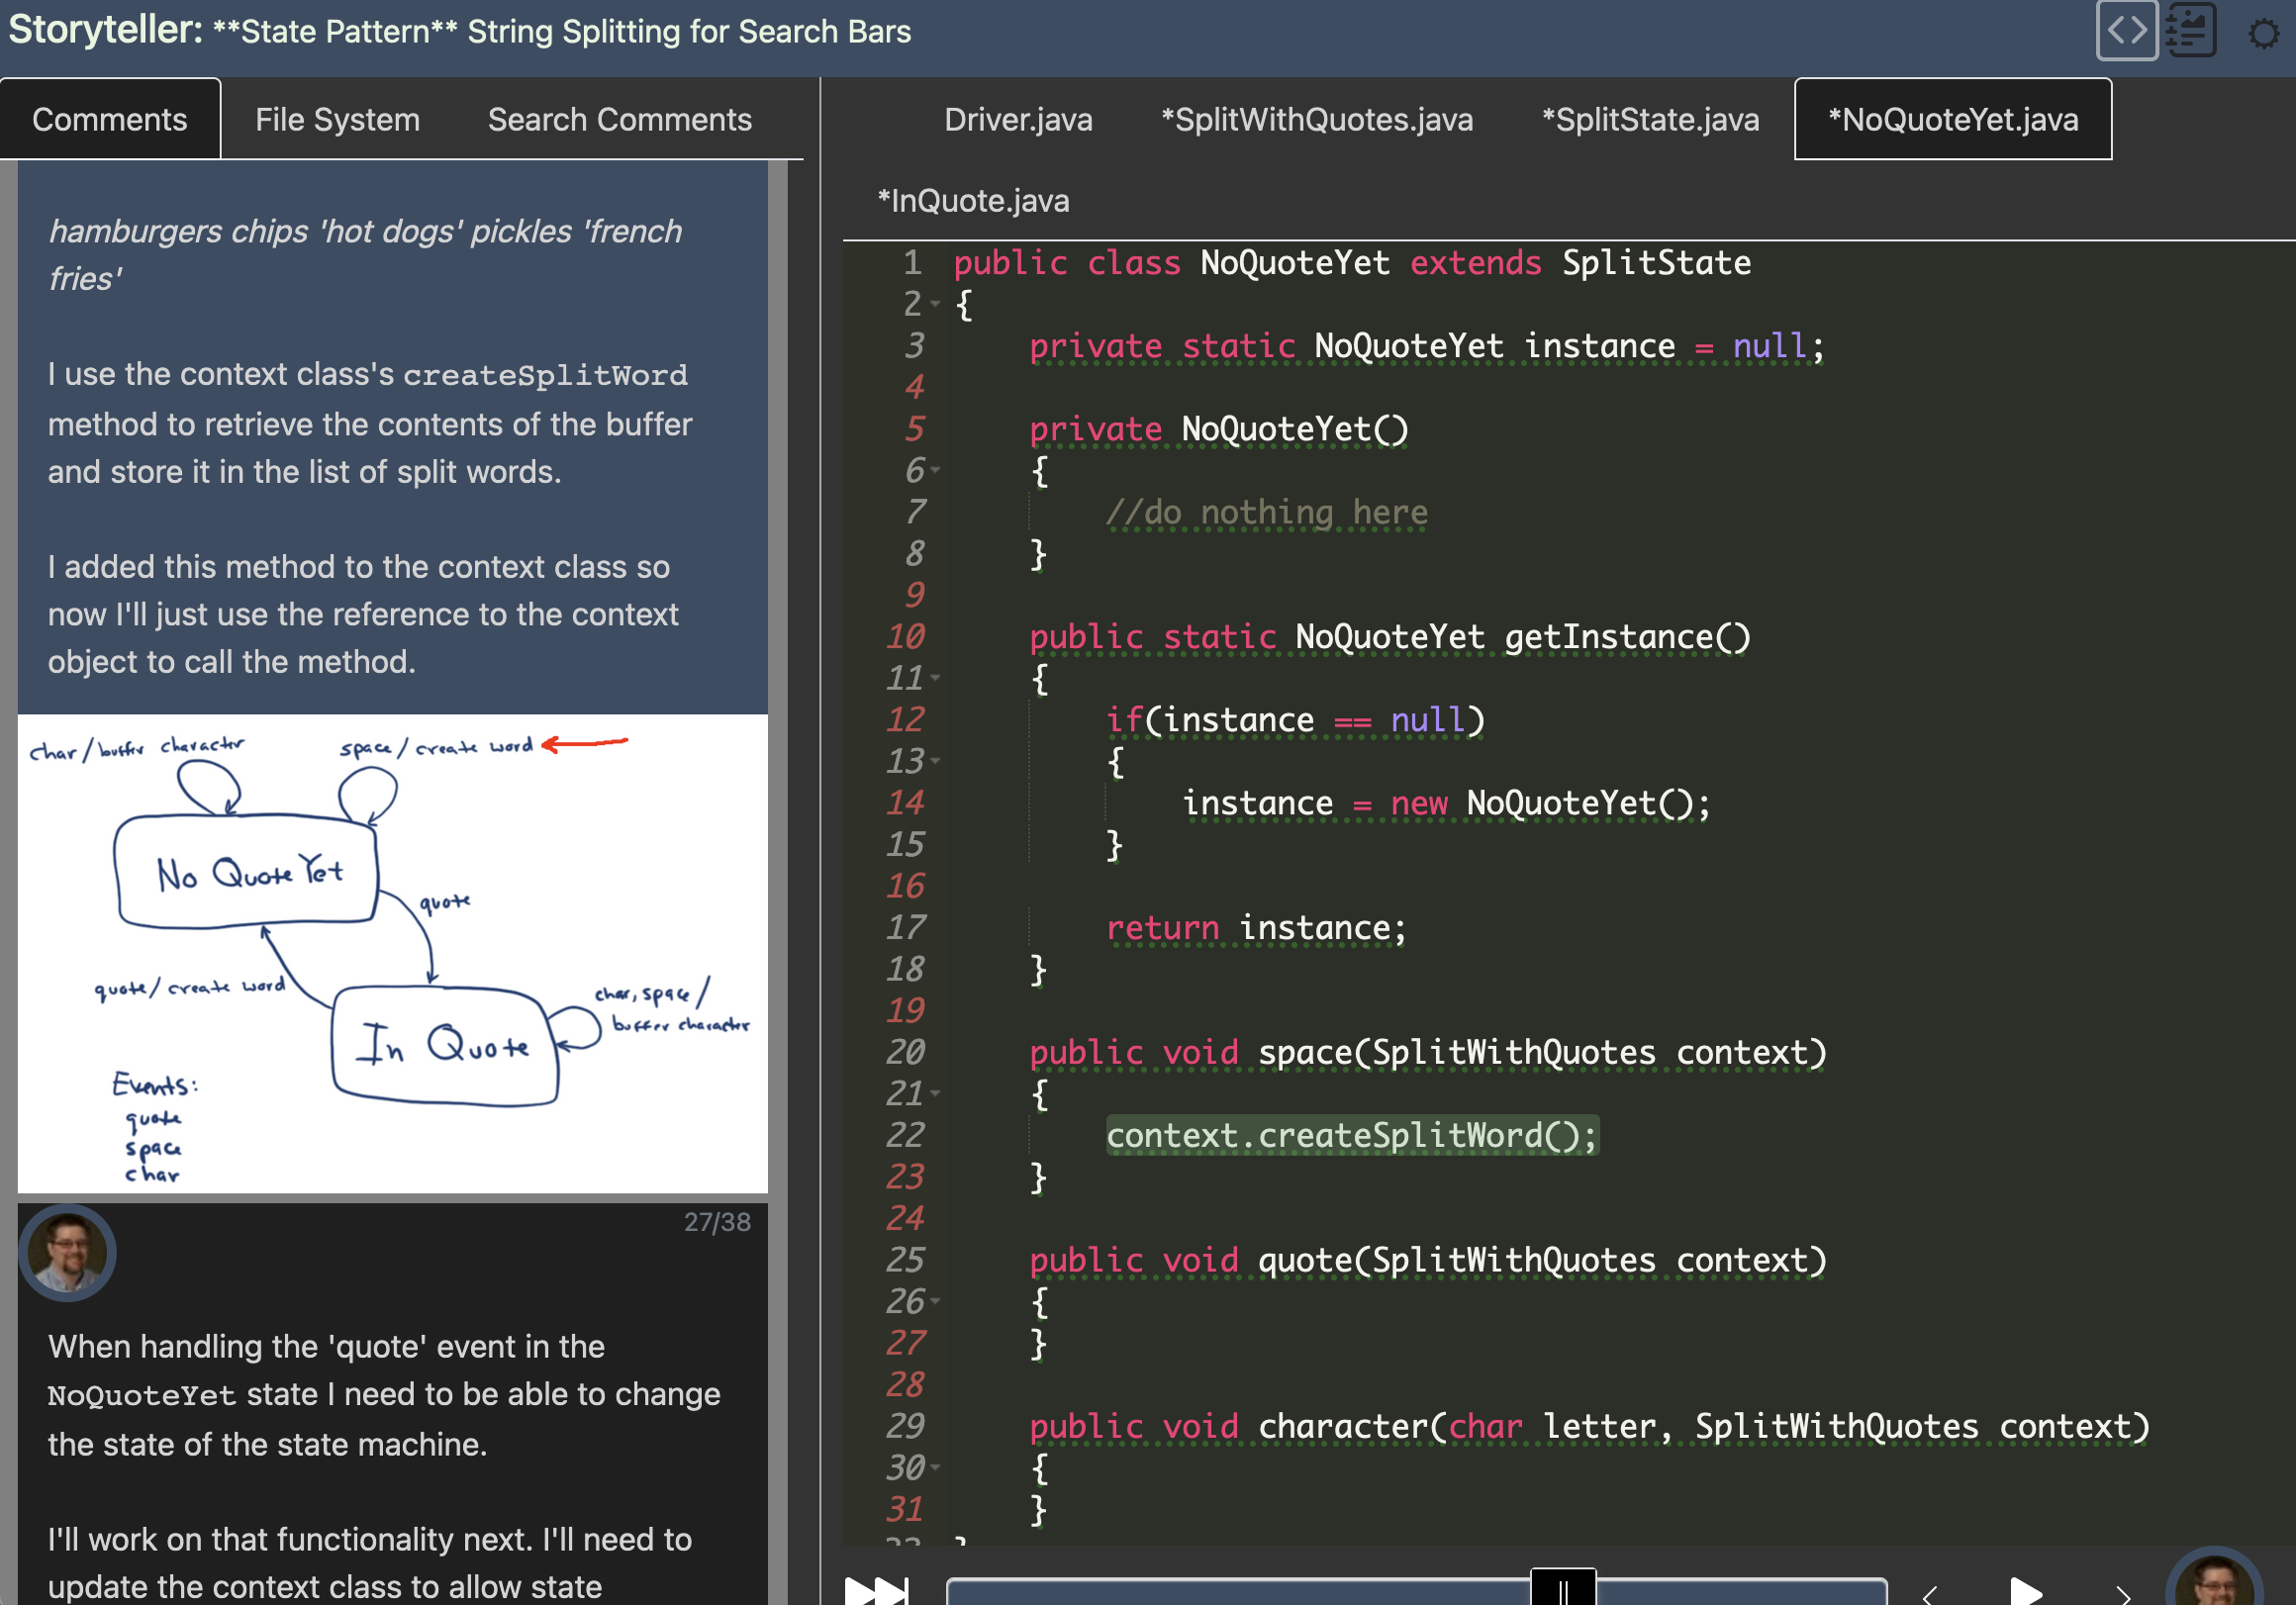 Storyteller: **State Pattern** String Splitting for Search Bars
Comments
File System
Search Comments
hamburgers chips 'hot dogs' pickles 'french
fries'
I use the context class's createSplitWord
method to retrieve the contents of the buffer
and store it in the list of split words.
I added this method to the context class so
now I'll just use the reference to the context
object to call the method.
char/buffer character
space/create word
No Quote Yet
quote
quote/create word
char, space/
buffer character
In Quote
Events:
quote
space
char
27/38
When handling the 'quote' event in the
NoQuoteYet state I need to be able to change
the state of the state machine.
I'll work on that functionality next. I'll need to
update the context class to allow state
Driver.java
*SplitWithQuotes.java
*SplitState.java
*NoQuoteYet.java
*InQuote.java
1 public class NoQuoteYet extends SplitState
2 {
3 private static NoQuoteYet instance = null;
4
5 private NoQuoteYet()
6 {
7 //do nothing here
8 }
9
10 public static NoQuoteYet getInstance()
11 {
12 if(instance == null)
13 {
14 instance = new NoQuoteYet();
15 }
16
17 return instance;
18 }
19
20 public void space(SplitWithQuotes context)
21 {
22 context.createSplitWord();
23 }
24
25 public void quote(SplitWithQuotes context)
26 {
27 }
28
29 public void character(char letter, SplitWithQuotes context)
30 {
31 }